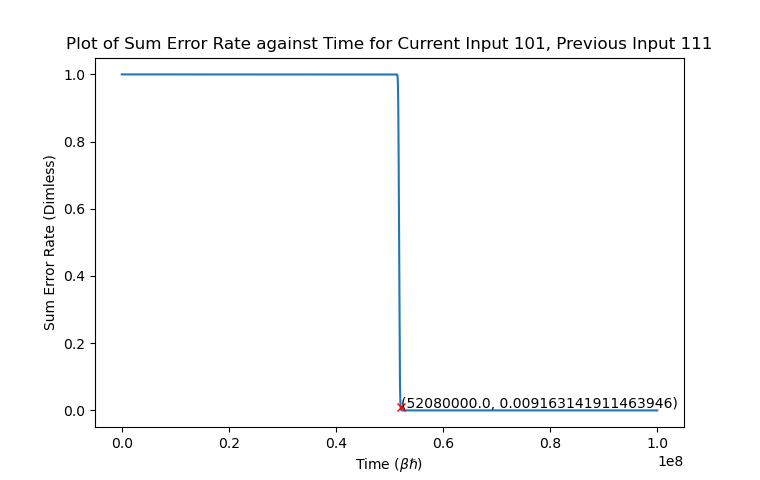 Plot of Sum Error Rate against Time for Current Input 101, Previous Input 111
1.0
0.8
0.6
0.4
0.2
0.0
Sum Error Rate (Dimless)
(52080000.0, 0.009163141911463946)
0.0 0.2 0.4 0.6 0.8 1.0
1e8
Time (βℏ)